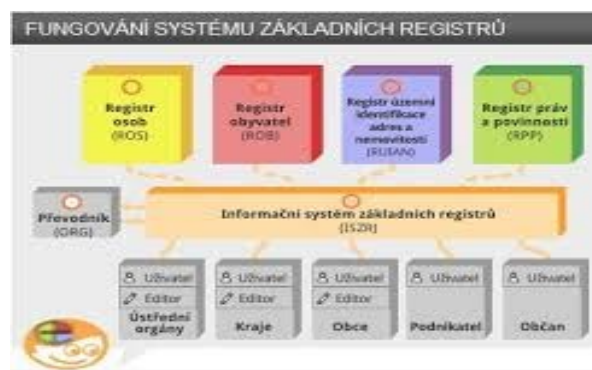 FUNGOVÁNÍ SYSTÉMU ZÁKLADNÍCH REGISTRŮ
Registr
osob
(ROS)
Registr
obyvatel
(ROB)
Registr územní
identifikace
adres a
nemovitostí
(RUIAN)
Registr práv
a povinností
(RPP)
Převodník
(ORG)
Informační systém základních registrů
(ISZR)
Uživatel
Editor
Ústřední
orgány
Uživatel
Editor
Kraje
Uživatel
Editor
Obce
Uživatel
Podnikatel
Uživatel
Občan